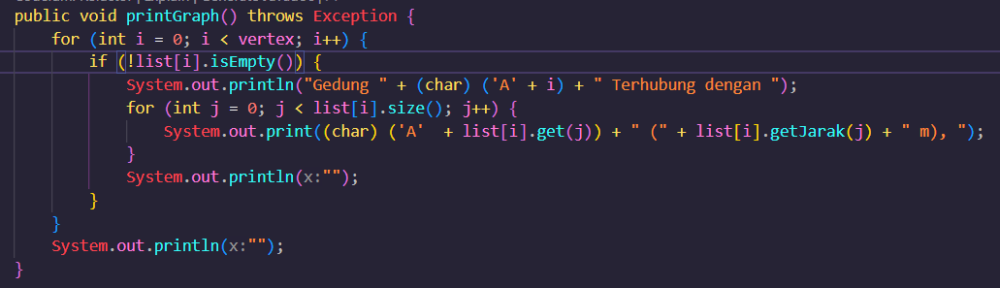 public void printGraph() throws Exception {
    for (int i = 0; i < vertex; i++) {
        if (!list[i].isEmpty()) {
            System.out.println("Gedung " + (char) ('A' + i) + " Terhubung dengan ");
            for (int j = 0; j < list[i].size(); j++) {
                System.out.print((char) ('A'  + list[i].get(j)) + " (" + list[i].getJarak(j) + " m), ");
            }
            System.out.println(x:"");
        }
    }
    System.out.println(x:"");
}